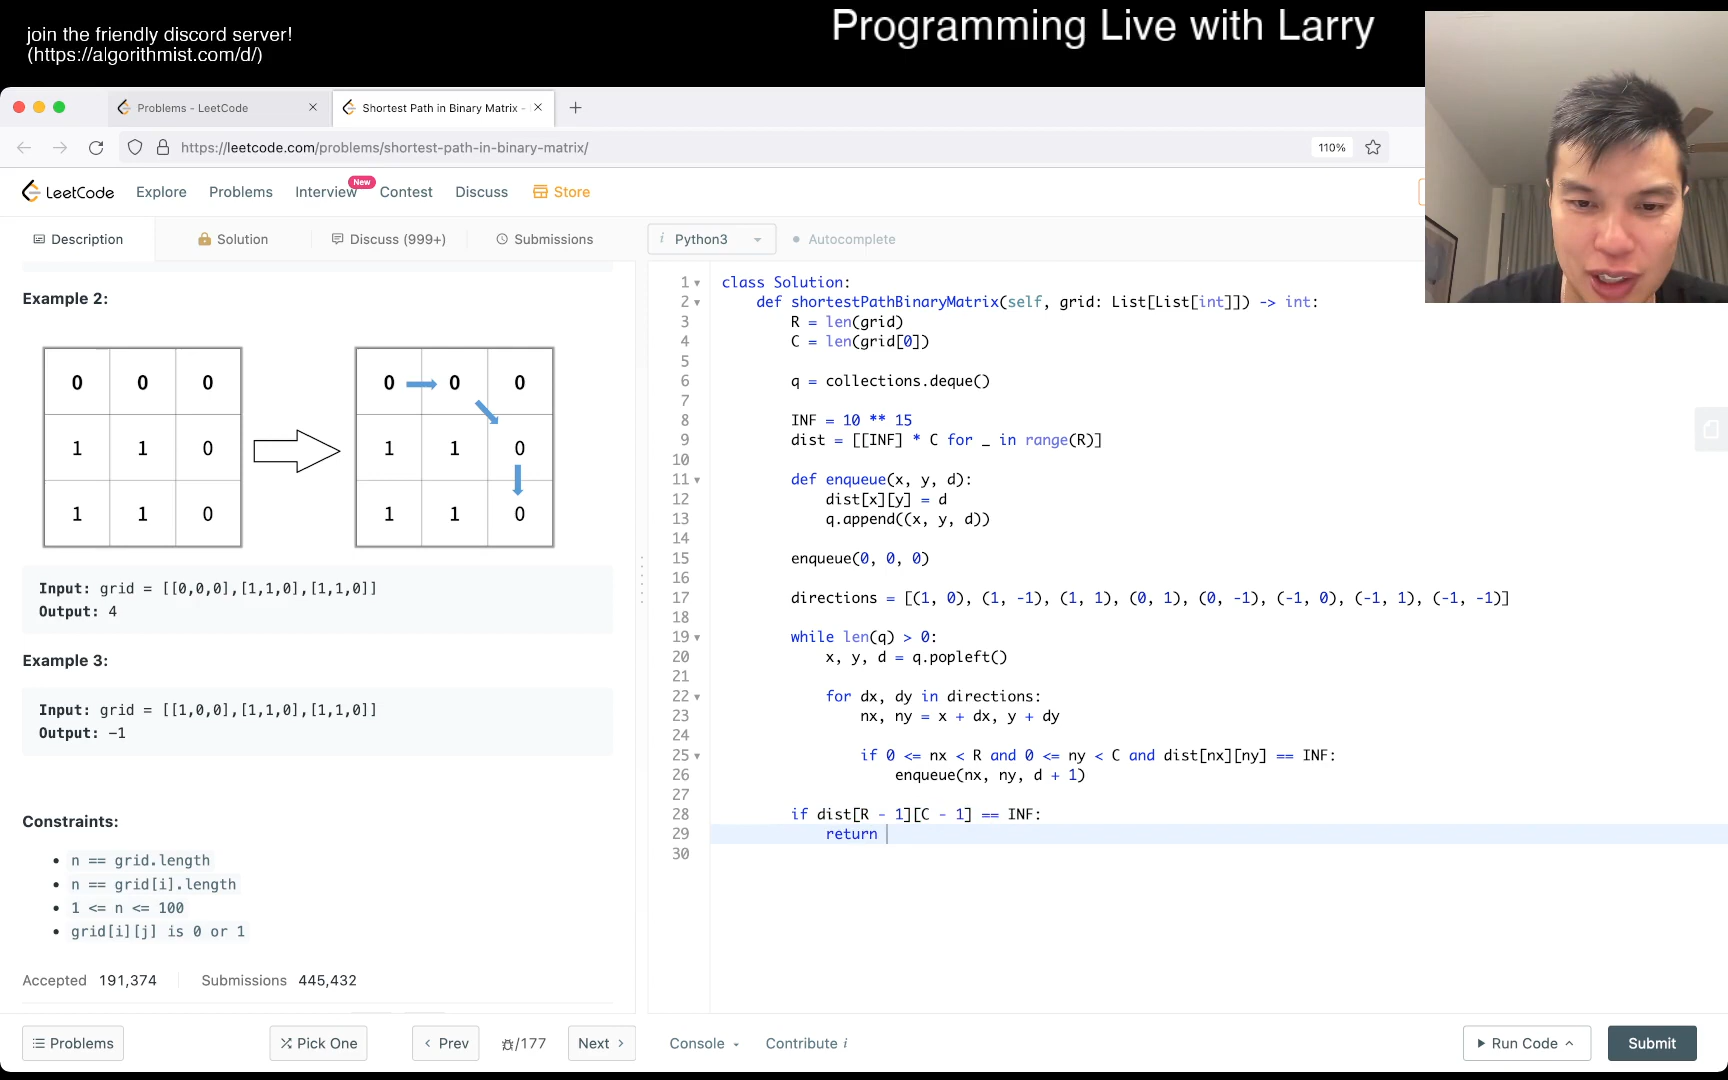 join the friendly discord server!
(https://algorithmist.com/d/)
Programming Live with Larry
Problems - LeetCode
Shortest Path in Binary Matrix -
https://leetcode.com/problems/shortest-path-in-binary-matrix/
110%
LeetCode
Explore
Problems
Interview
New
Contest
Discuss
Store
Description
Solution
Discuss (999+)
Submissions
i Python3
Autocomplete
Example 2:
0 0 0
1 1 0
1 1 0
0 0 0
1 1 0
1 1 0
Input: grid = [[0,0,0],[1,1,0],[1,1,0]]
Output: 4
Example 3:
Input: grid = [[1,0,0],[1,1,0],[1,1,0]]
Output: -1
Constraints:
n == grid.length
n == grid[i].length
1 <= n <= 100
grid[i][j] is 0 or 1
Accepted 191,374
Submissions 445,432
1 class Solution:
2 def shortestPathBinaryMatrix(self, grid: List[List[int]]) -> int:
3 R = len(grid)
4 C = len(grid[0])
5
6 q = collections.deque()
7
8 INF = 10 ** 15
9 dist = [[INF] * C for _ in range(R)]
10
11 def enqueue(x, y, d):
12 dist[x][y] = d
13 q.append((x, y, d))
14
15 enqueue(0, 0, 0)
16
17 directions = [(1, 0), (1, -1), (1, 1), (0, 1), (0, -1), (-1, 0), (-1, 1), (-1, -1)]
18
19 while len(q) > 0:
20 x, y, d = q.popleft()
21
22 for dx, dy in directions:
23 nx, ny = x + dx, y + dy
24
25 if 0 <= nx < R and 0 <= ny < C and dist[nx][ny] == INF:
26 enqueue(nx, ny, d + 1)
27
28 if dist[R - 1][C - 1] == INF:
29 return
30
Problems
Pick One
Prev
/177
Next
Console
Contribute i
Run Code
Submit